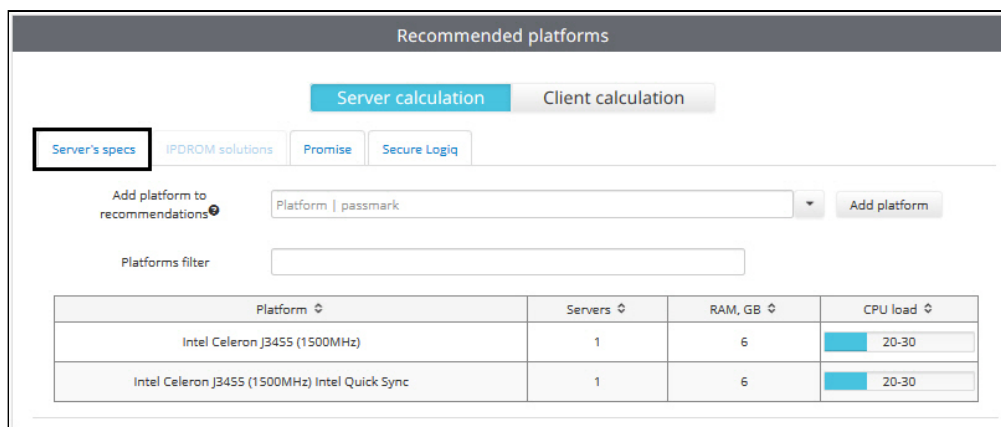 Recommended platforms
Server calculation Client calculation
Server's specs IPDROM solutions Promise Secure Logiq
Add platform to
recommendations?
Platform | passmark
Add platform
Platforms filter
Platform Servers RAM, GB CPU load
Intel Celeron J3455 (1500MHz) 1 6 20-30
Intel Celeron J3455 (1500MHz) Intel Quick Sync 1 6 20-30